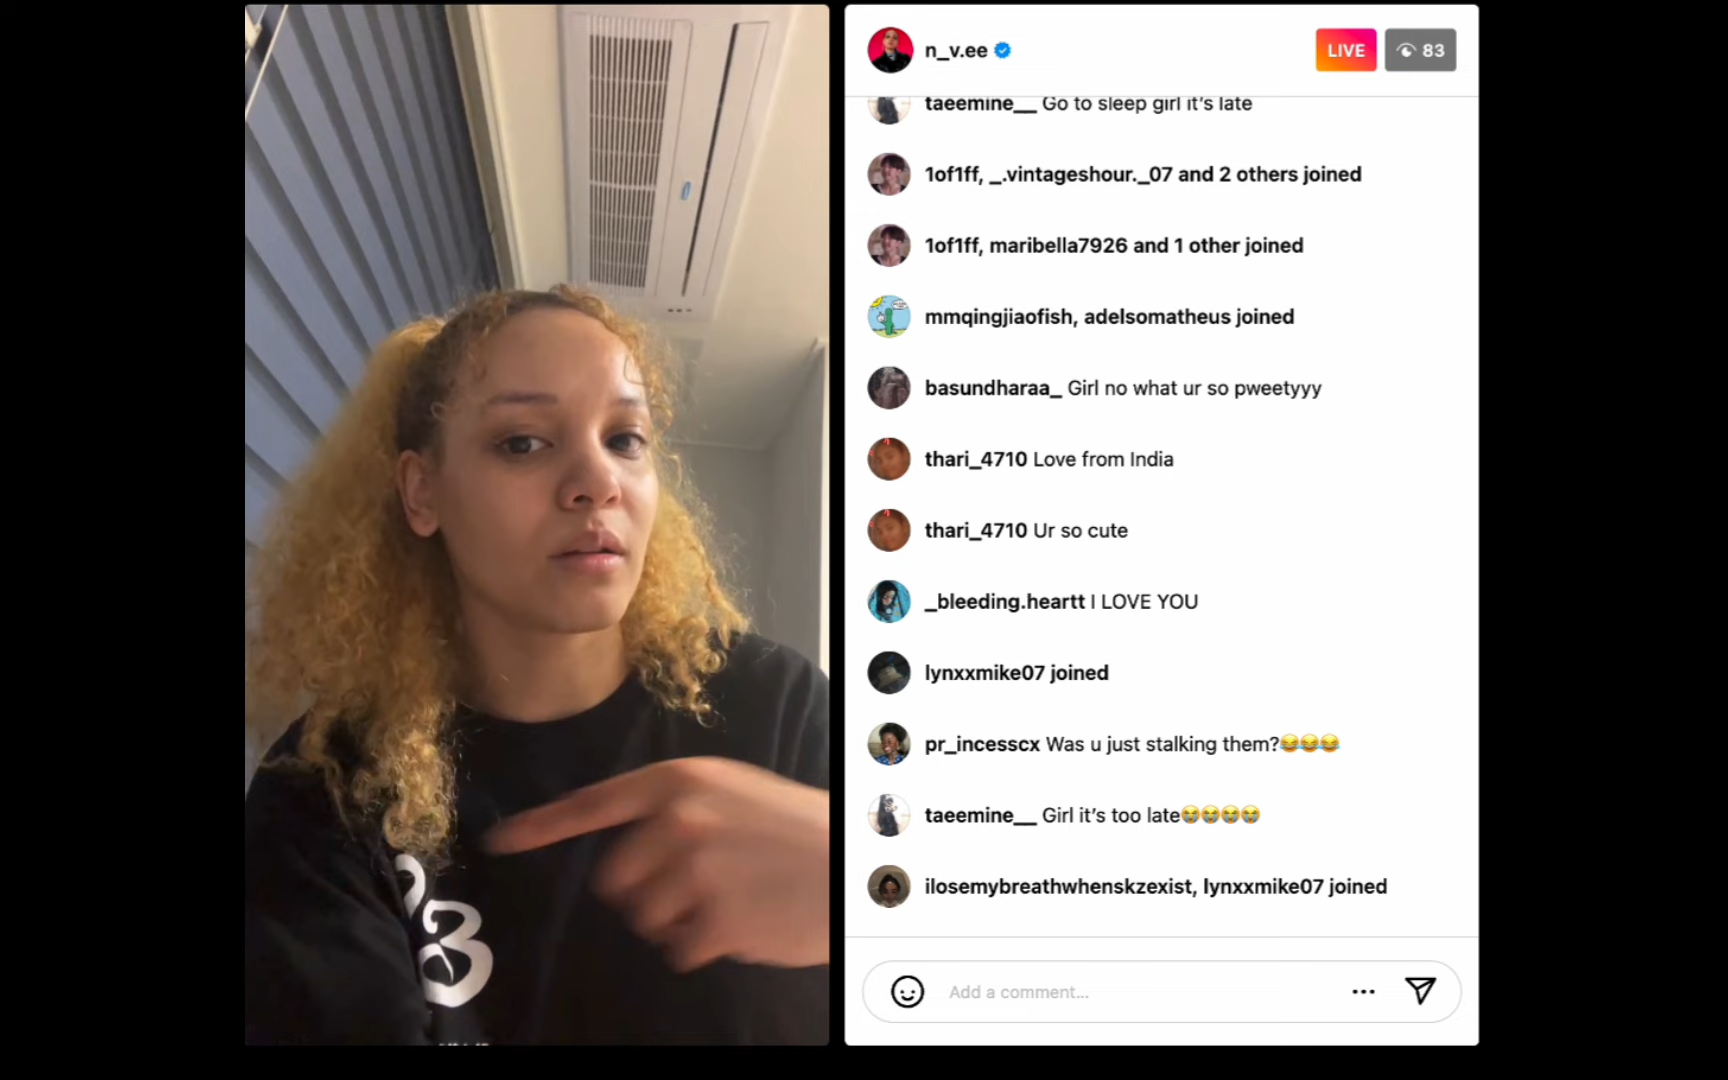 n_v.ee
LIVE
83
taeemine__ Go to sleep girl it's late
1of1ff, _.vintageshour._07 and 2 others joined
1of1ff, maribella7926 and 1 other joined
mmqingjiaofish, adelsomatheus joined
basundharaa_ Girl no what ur so pweetyyy
thari_4710 Love from India
thari_4710 Ur so cute
_bleeding.heartt I LOVE YOU
lynxxmike07 joined
pr_incesscx Was u just stalking them?😂😂😂
taeemine__ Girl it's too late😭😭😭😭
ilosemybreathwhenskzexist, lynxxmike07 joined
Add a comment...